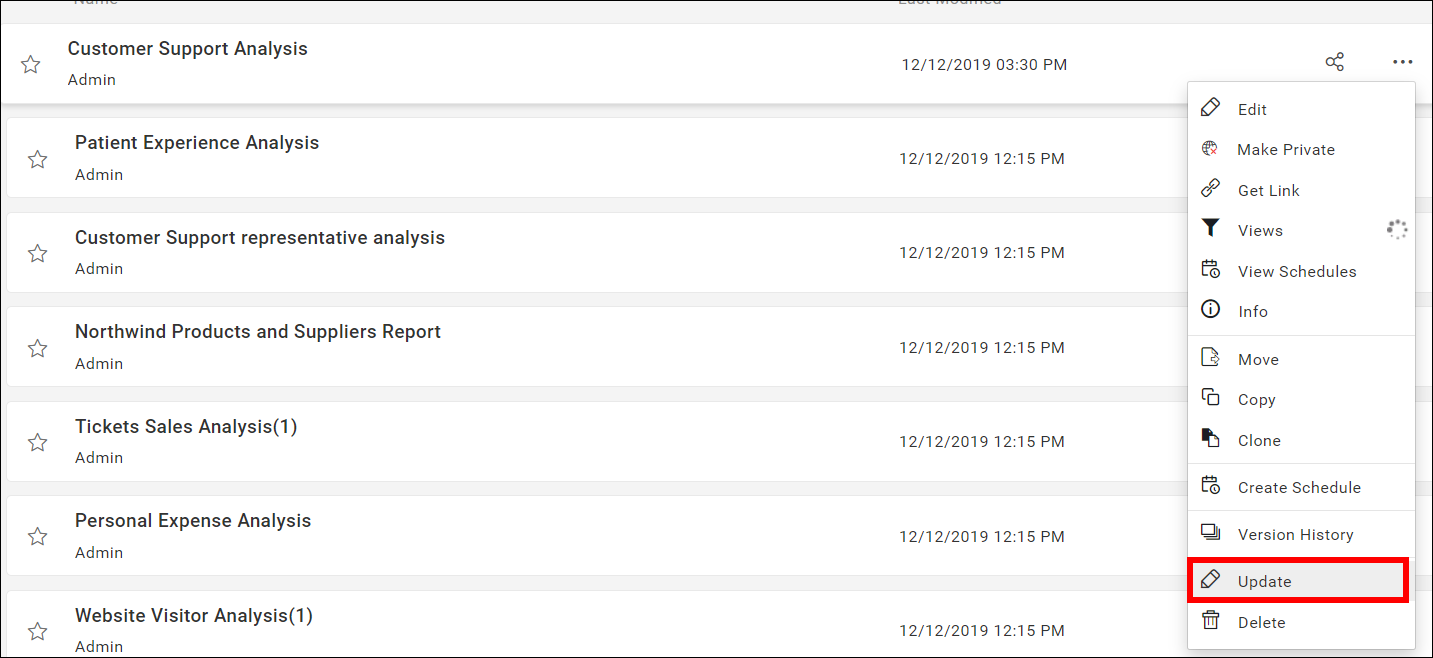 Name
Last Modified
Customer Support Analysis
Admin
12/12/2019 03:30 PM
Patient Experience Analysis
Admin
12/12/2019 12:15 PM
Customer Support representative analysis
Admin
12/12/2019 12:15 PM
Northwind Products and Suppliers Report
Admin
12/12/2019 12:15 PM
Tickets Sales Analysis(1)
Admin
12/12/2019 12:15 PM
Personal Expense Analysis
Admin
12/12/2019 12:15 PM
Website Visitor Analysis(1)
Admin
12/12/2019 12:15 PM
Edit
Make Private
Get Link
Views
View Schedules
Info
Move
Copy
Clone
Create Schedule
Version History
Update
Delete